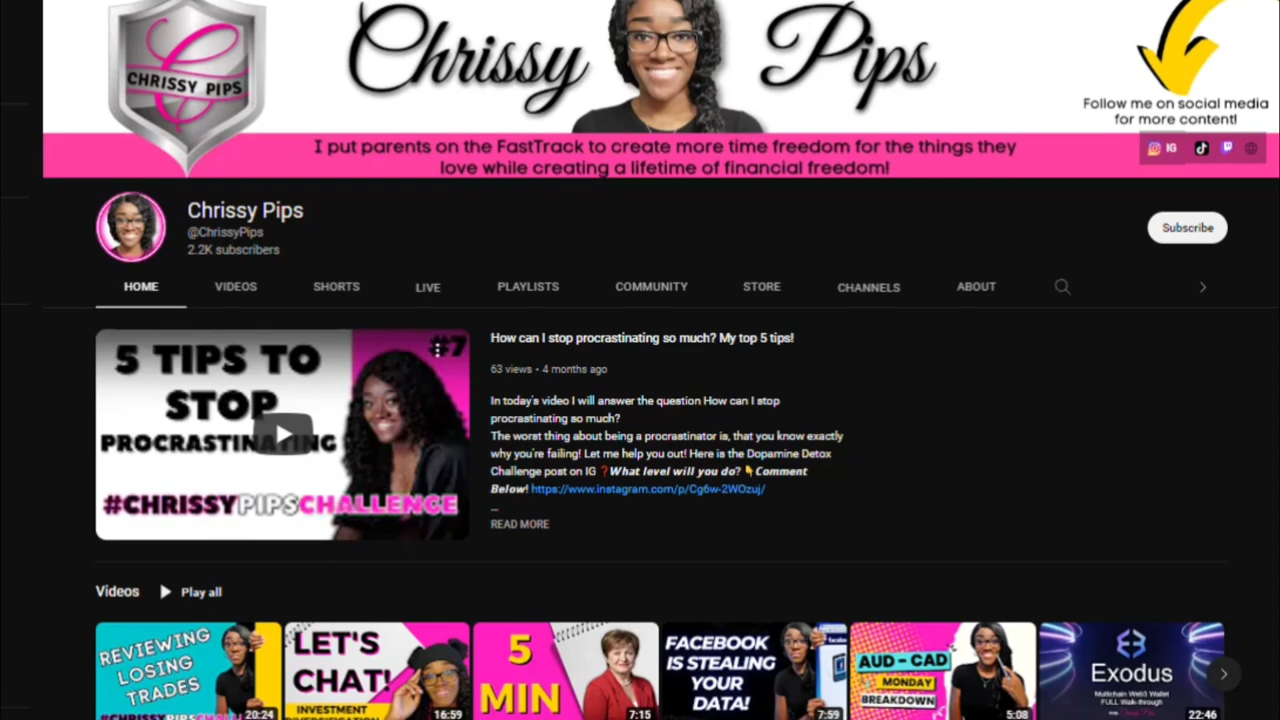 CHRISSY PIPS
Chrissy Pips
Follow me on social media
for more content!
IG
I put parents on the FastTrack to create more time freedom for the things they
love while creating a lifetime of financial freedom!
Chrissy Pips
@ChrissyPips
2.2K subscribers
Subscribe
HOME VIDEOS SHORTS LIVE PLAYLISTS COMMUNITY STORE CHANNELS ABOUT
#7
5 TIPS TO
STOP
PROCRASTINATING
#CHRISSYPIPSCHALLENGE
How can I stop procrastinating so much? My top 5 tips!
63 views • 4 months ago
In today's video I will answer the question How can I stop
procrastinating so much?
The worst thing about being a procrastinator is, that you know exactly
why you're failing! Let me help you out! Here is the Dopamine Detox
Challenge post on IG ❓What level will you do? 👇Comment
Below! https://www.instagram.com/p/Cg6w-2WOzuj/
...
READ MORE
Videos Play all
REVIEWING
LOSING
TRADES
20:24
LET'S
CHAT!
INVESTMENT
16:59
5
MIN
7:15
FACEBOOK
IS STEALING
YOUR
DATA!
7:59
AUD - CAD
MONDAY
BREAKDOWN
5:08
Exodus
Multichain Web3 Wallet
FULL Walk-through
22:46